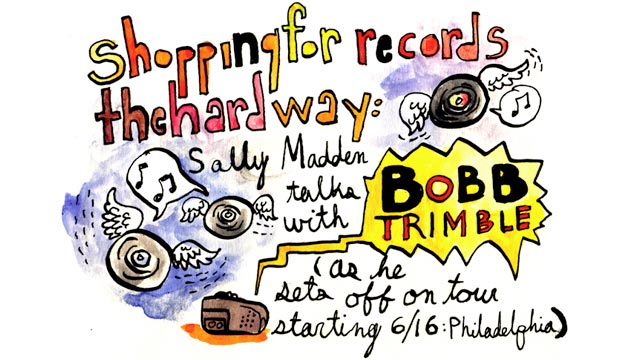 shopping for records
the hard way:
Sally Madden
talks
with
BOBB
TRIMBLE
(as he
sets off on tour
starting 6/16: Philadelphia)